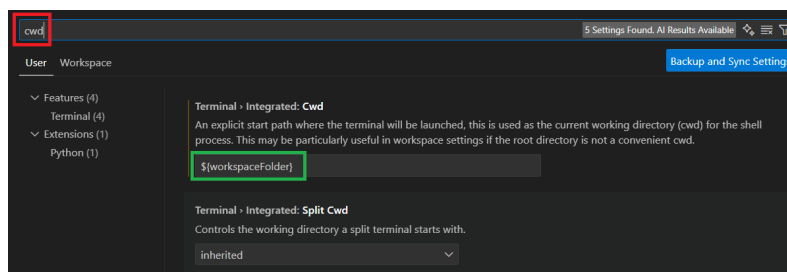 cwd
5 Settings Found. AI Results Available
User Workspace
Backup and Sync Settings
Features (4)
Terminal (4)
Extensions (1)
Python (1)
Terminal › Integrated: Cwd
An explicit start path where the terminal will be launched, this is used as the current working directory (cwd) for the shell
process. This may be particularly useful in workspace settings if the root directory is not a convenient cwd.
${workspaceFolder}
Terminal › Integrated: Split Cwd
Controls the working directory a split terminal starts with.
inherited